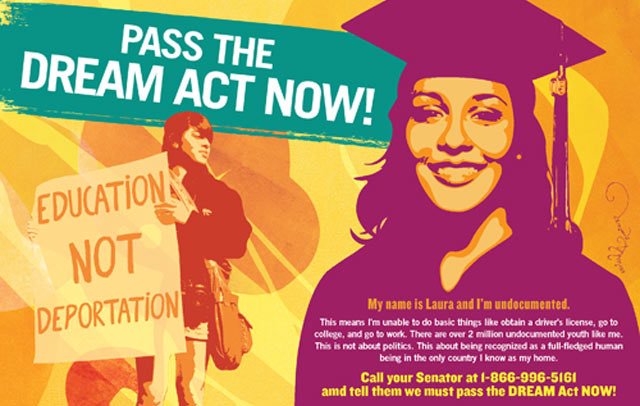 PASS THE
DREAM ACT NOW!
EDUCATION
NOT
DEPORTATION
My name is Laura and I'm undocumented.
This means I'm unable to do basic things like obtain a driver's license, go to
college, and go to work. There are over 2 million undocumented youth like me.
This is not about politics. This about being recognized as a full-fledged human
being in the only country I know as my home.
Call your Senator at 1-866-996-5161
amd tell them we must pass the DREAM Act NOW!